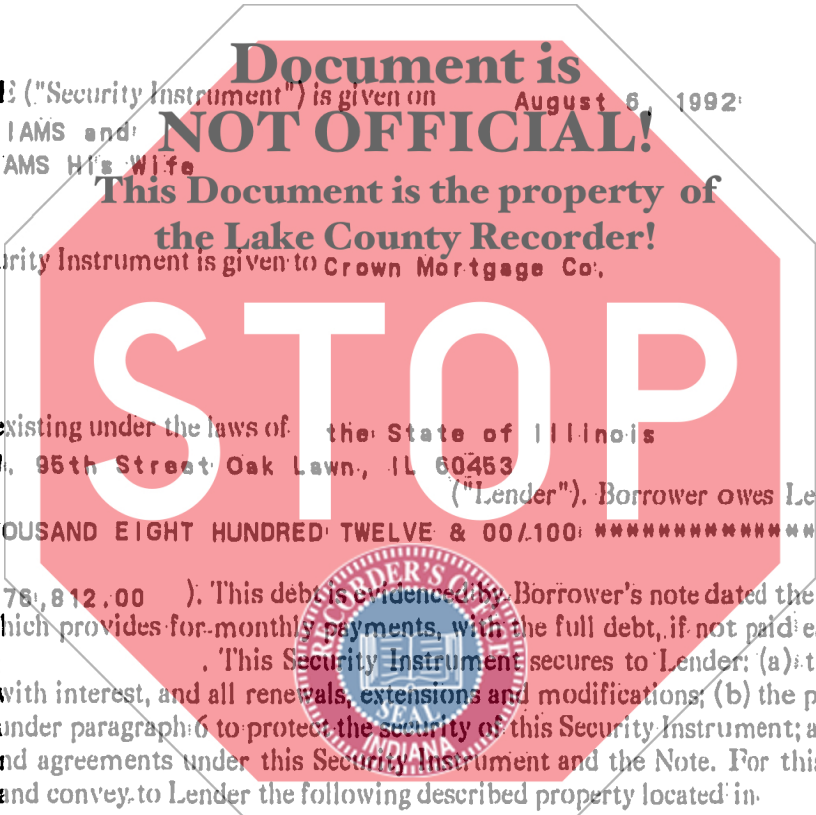 Document is
E ("Security Instrument") is given on August 6, 1992
IAMS and
NOT OFFICIAL!
AMS His Wife
This Document is the property of
the Lake County Recorder!
urity Instrument is given to Crown Mortgage Co.
STOP
existing under the laws of the State of Illinois
. 95th Street Oak Lawn, IL 60453
("Lender"). Borrower owes Le
OUSAND EIGHT HUNDRED TWELVE & 00/100 ******************
76,812.00 ). This debt is evidenced by Borrower's note dated the
hich provides for monthly payments, with the full debt, if not paid e
. This Security Instrument secures to Lender: (a) t
with interest, and all renewals, extensions and modifications; (b) the p
under paragraph 6 to protect the security of this Security Instrument; a
nd agreements under this Security Instrument and the Note. For this
and convey to Lender the following described property located in
RECORDER'S OFFICE
SEAL
INDIANA